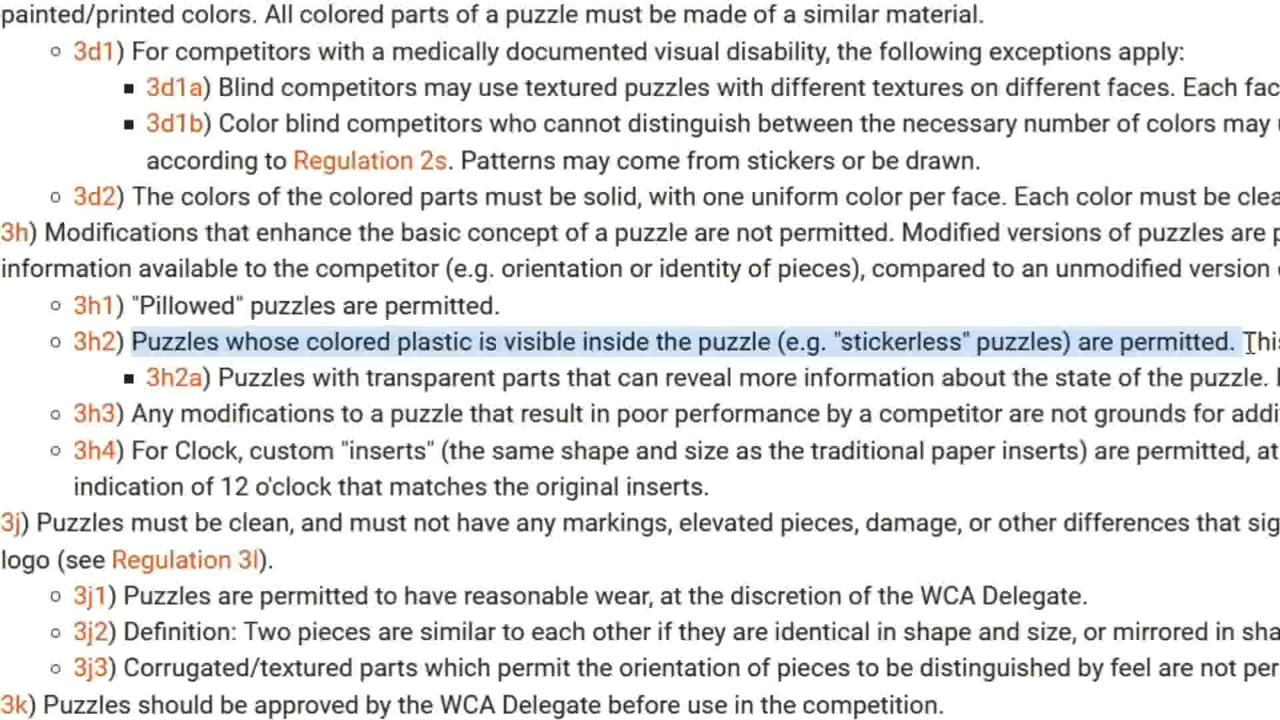 painted/printed colors. All colored parts of a puzzle must be made of a similar material.
3d1) For competitors with a medically documented visual disability, the following exceptions apply:
3d1a) Blind competitors may use textured puzzles with different textures on different faces. Each
3d1b) Color blind competitors who cannot distinguish between the necessary number of colors may
according to Regulation 2s. Patterns may come from stickers or be drawn.
3d2) The colors of the colored parts must be solid, with one uniform color per face. Each color must be
3h) Modifications that enhance the basic concept of a puzzle are not permitted. Modified versions of puzzles are
information available to the competitor (e.g. orientation or identity of pieces), compared to an unmodified version
3h1) "Pillowed" puzzles are permitted.
3h2) Puzzles whose colored plastic is visible inside the puzzle (e.g. "stickerless" puzzles) are permitted.
3h2a) Puzzles with transparent parts that can reveal more information about the state of the puzzle.
3h3) Any modifications to a puzzle that result in poor performance by a competitor are not grounds for
3h4) For Clock, custom "inserts" (the same shape and size as the traditional paper inserts) are permitted, at
indication of 12 o'clock that matches the original inserts.
3j) Puzzles must be clean, and must not have any markings, elevated pieces, damage, or other differences that
logo (see Regulation 3l).
3j1) Puzzles are permitted to have reasonable wear, at the discretion of the WCA Delegate.
3j2) Definition: Two pieces are similar to each other if they are identical in shape and size, or mirrored in
3j3) Corrugated/textured parts which permit the orientation of pieces to be distinguished by feel are not
3k) Puzzles should be approved by the WCA Delegate before use in the competition.